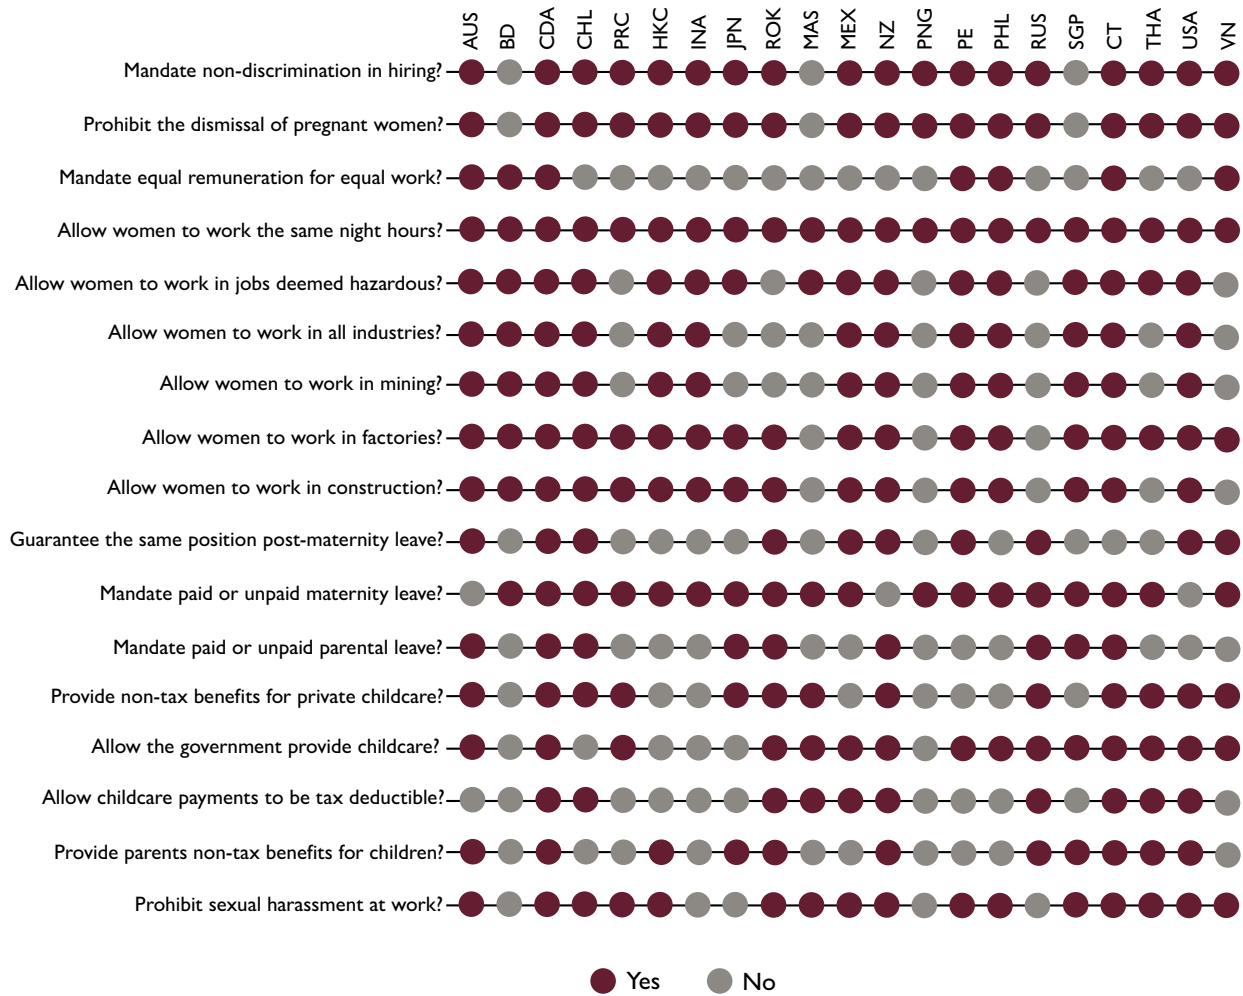 AUS BD CDA CHL PRC HKC INA JPN ROK MAS MEX NZ PNG PE PHL RUS SGP CT THA USA VN
Mandate non-discrimination in hiring?
Prohibit the dismissal of pregnant women?
Mandate equal remuneration for equal work?
Allow women to work the same night hours?
Allow women to work in jobs deemed hazardous?
Allow women to work in all industries?
Allow women to work in mining?
Allow women to work in factories?
Allow women to work in construction?
Guarantee the same position post-maternity leave?
Mandate paid or unpaid maternity leave?
Mandate paid or unpaid parental leave?
Provide non-tax benefits for private childcare?
Allow the government provide childcare?
Allow childcare payments to be tax deductible?
Provide parents non-tax benefits for children?
Prohibit sexual harassment at work?
Yes No